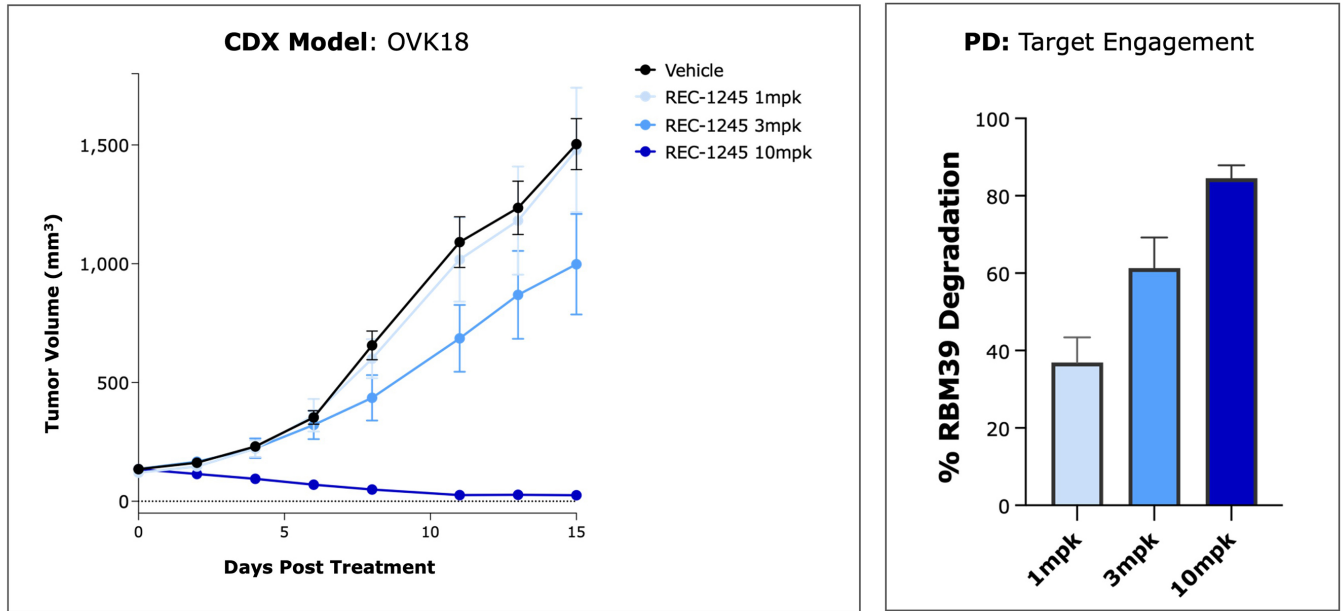 CDX Model: OVK18
Vehicle
REC-1245 1mpk
REC-1245 3mpk
REC-1245 10mpk
Tumor Volume (mm³)
1,500
1,000
500
0
0 5 10 15
Days Post Treatment
PD: Target Engagement
% RBM39 Degradation
100
80
60
40
20
0
1mpk 3mpk 10mpk